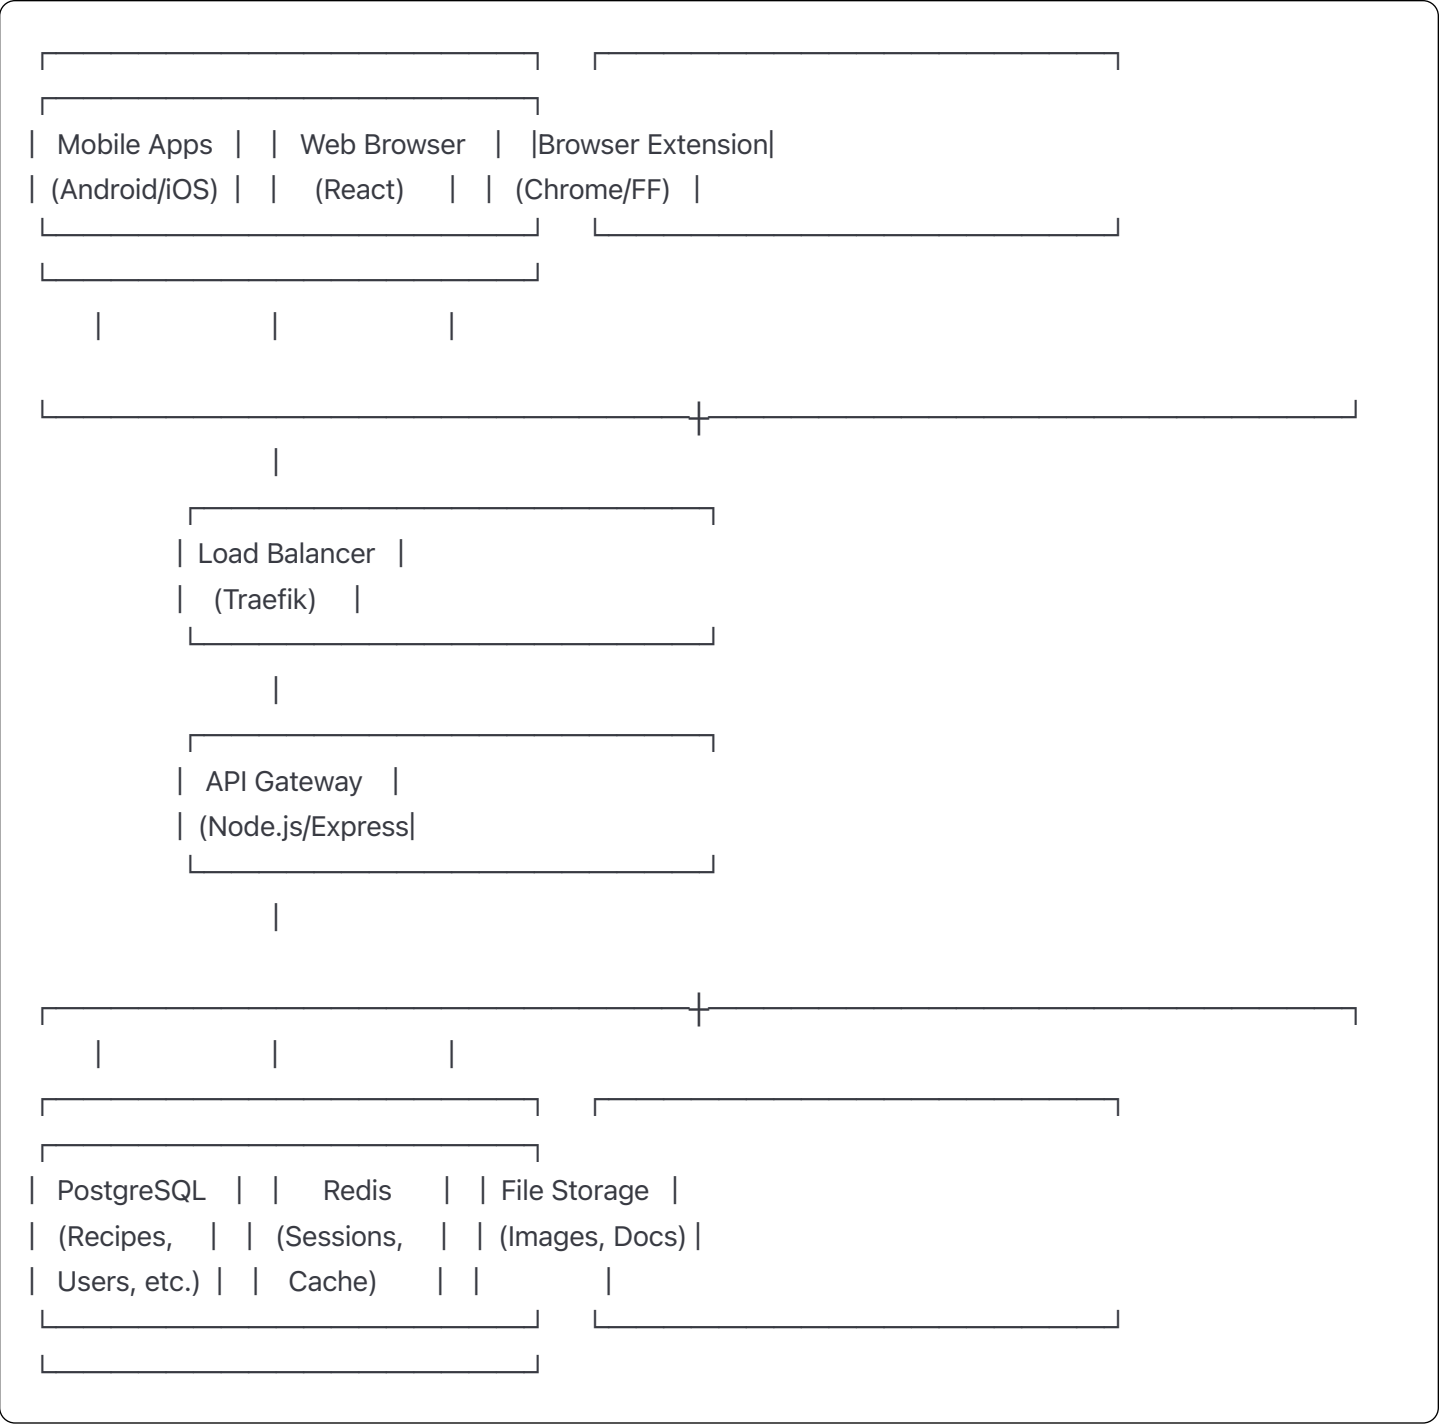 Mobile Apps | | Web Browser | |Browser Extension|
| (Android/iOS) | | (React) | | (Chrome/FF) |
| Load Balancer |
| (Traefik) |
| API Gateway |
| (Node.js/Express|
| PostgreSQL | | Redis | | File Storage |
| (Recipes, | | (Sessions, | | (Images, Docs) |
| Users, etc.) | | Cache) | | |